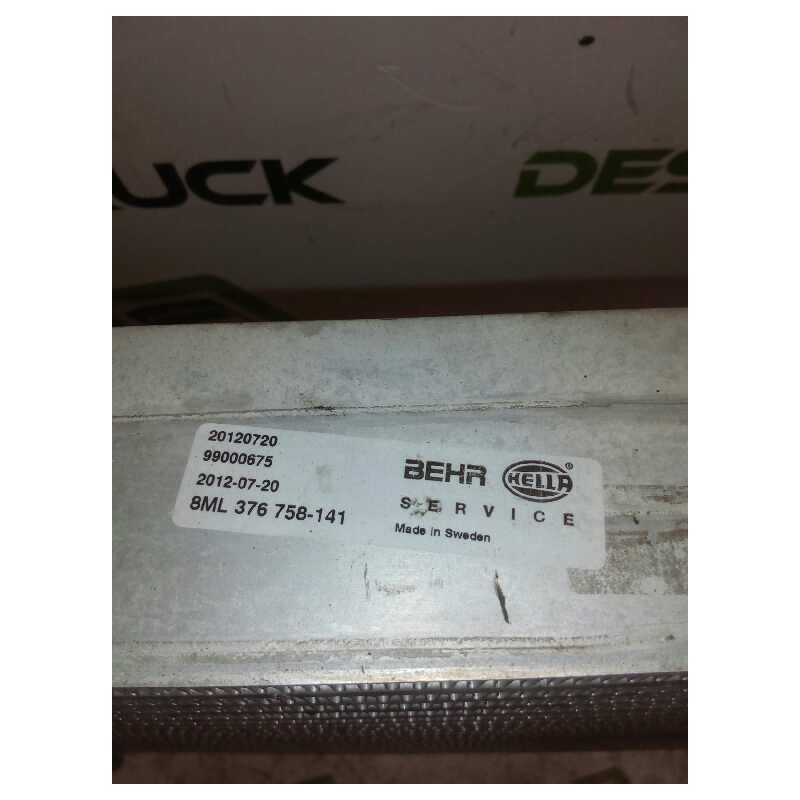 UCK DES
20120720
99000675
2012-07-20
8ML 376 758-141
BEHR HELLA ®
SERVICE
Made in Sweden